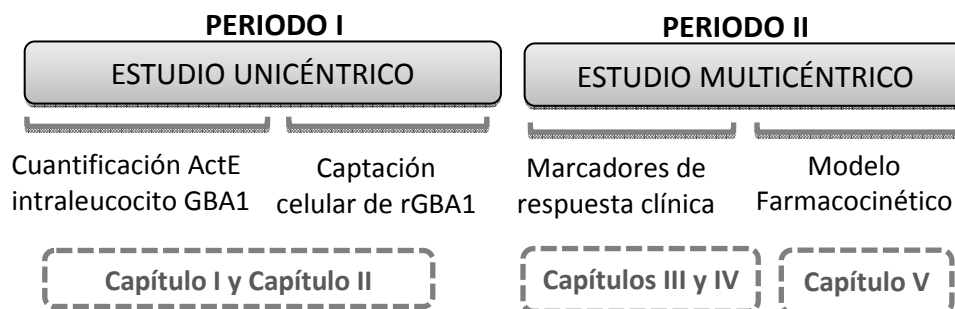 PERIODO I
ESTUDIO UNICÉNTRICO
Cuantificación ActE
intraleucocito GBA1
Captación
celular de rGBA1
Capítulo I y Capítulo II
PERIODO II
ESTUDIO MULTICÉNTRICO
Marcadores de
respuesta clínica
Modelo
Farmacocinético
Capítulos III y IV
Capítulo V